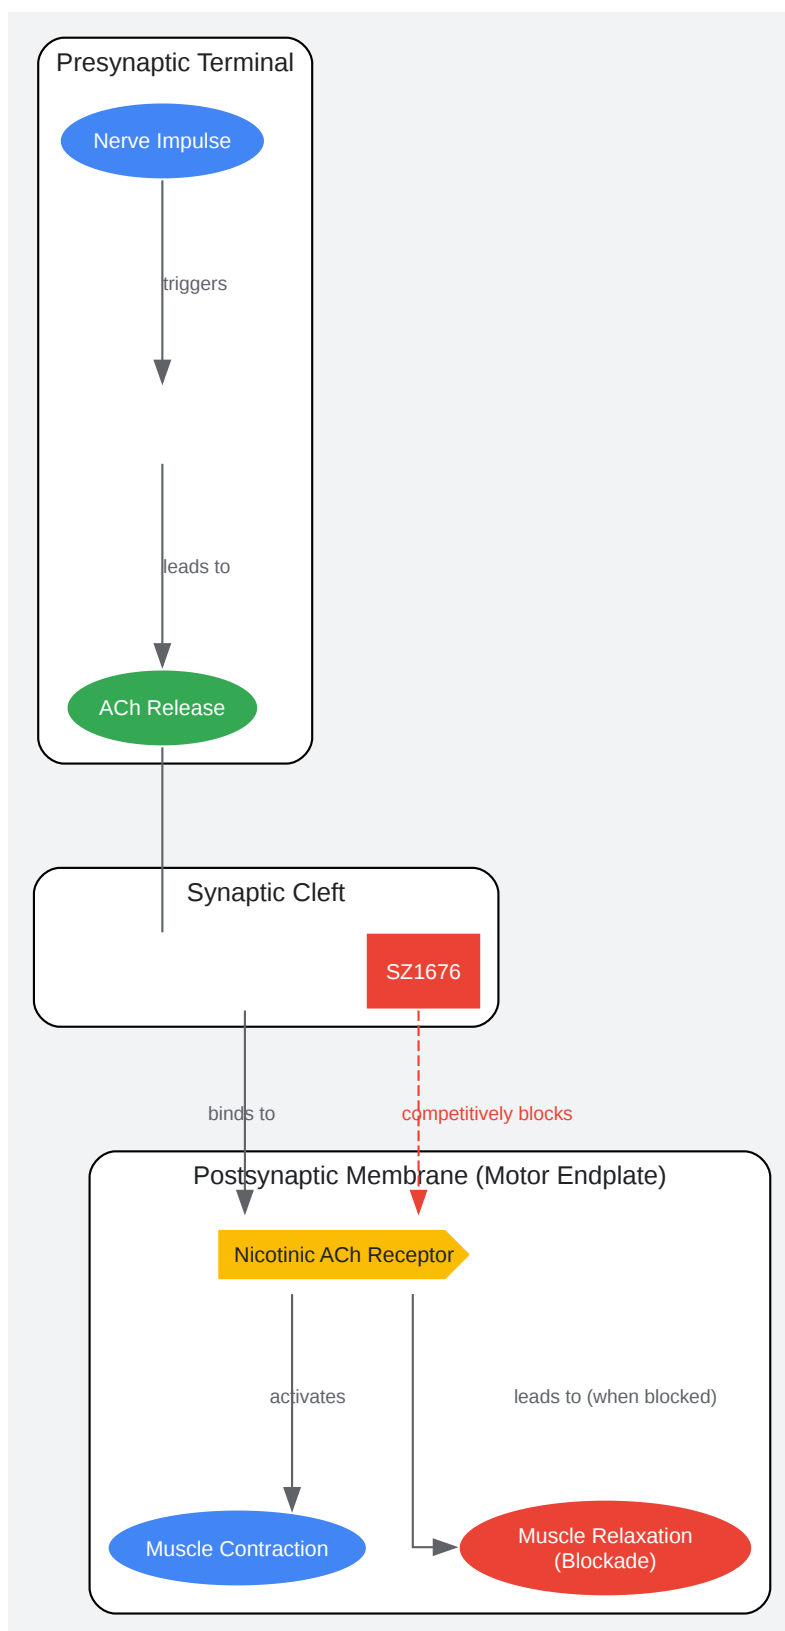 Presynaptic Terminal
Nerve Impulse
triggers
leads to
ACh Release
Synaptic Cleft
SZ1676
binds to
competitively blocks
Postsynaptic Membrane (Motor Endplate)
Nicotinic ACh Receptor
activates
leads to (when blocked)
Muscle Contraction
Muscle Relaxation
(Blockade)